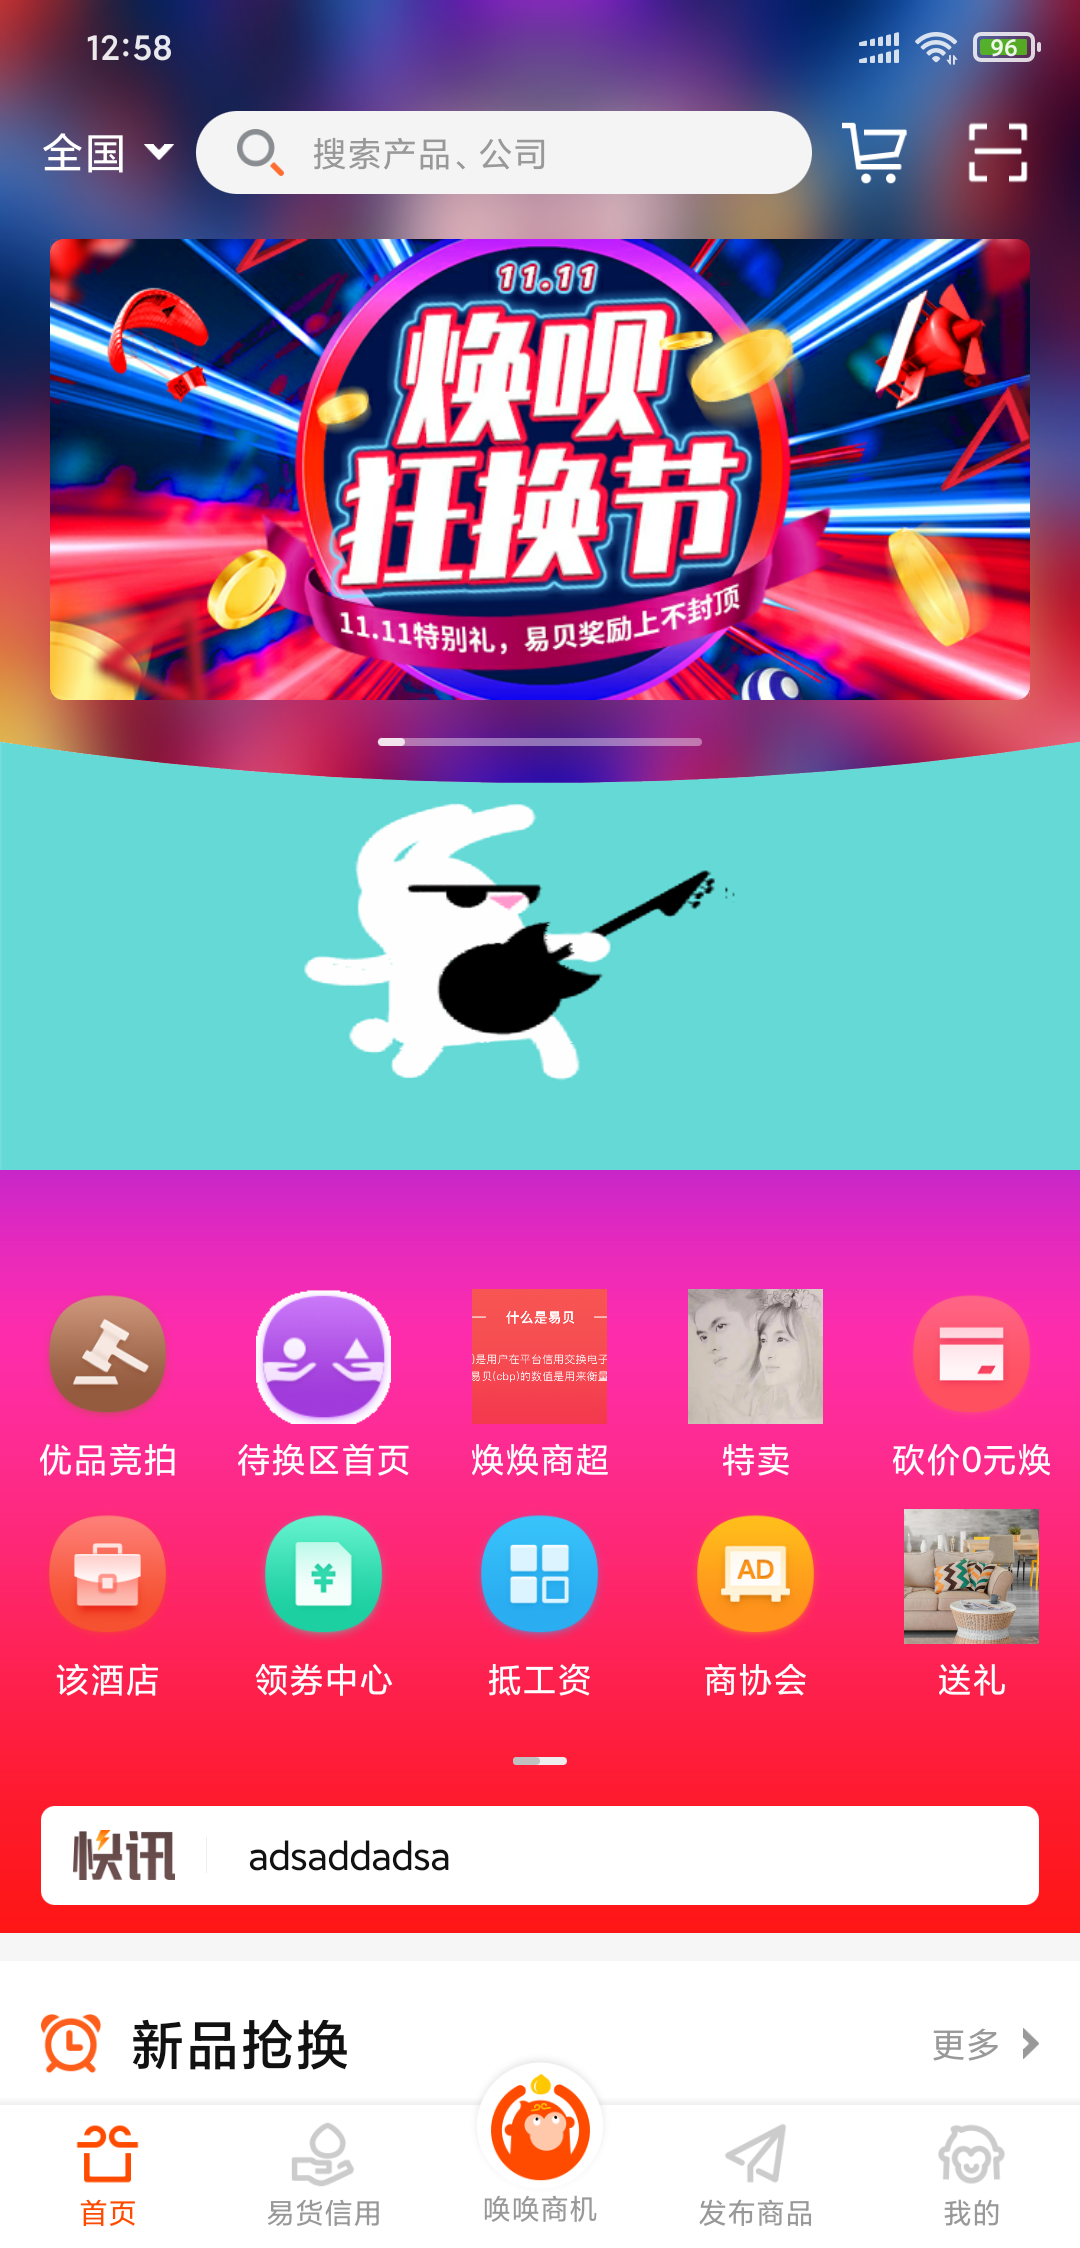 12:58
96
全国
搜索产品、公司
11.11
焕呗
狂换节
11.11特别礼，易贝奖励上不封顶
什么是易贝
是用户在平台信用交换电子
易贝(cbp)的数值是用来衡量
优品竞拍
待换区首页
焕焕商超
特卖
砍价0元焕
¥
AD
该酒店
领券中心
抵工资
商协会
送礼
快讯
adsaddadsa
新品抢换
更多
首页
易货信用
唤唤商机
发布商品
我的